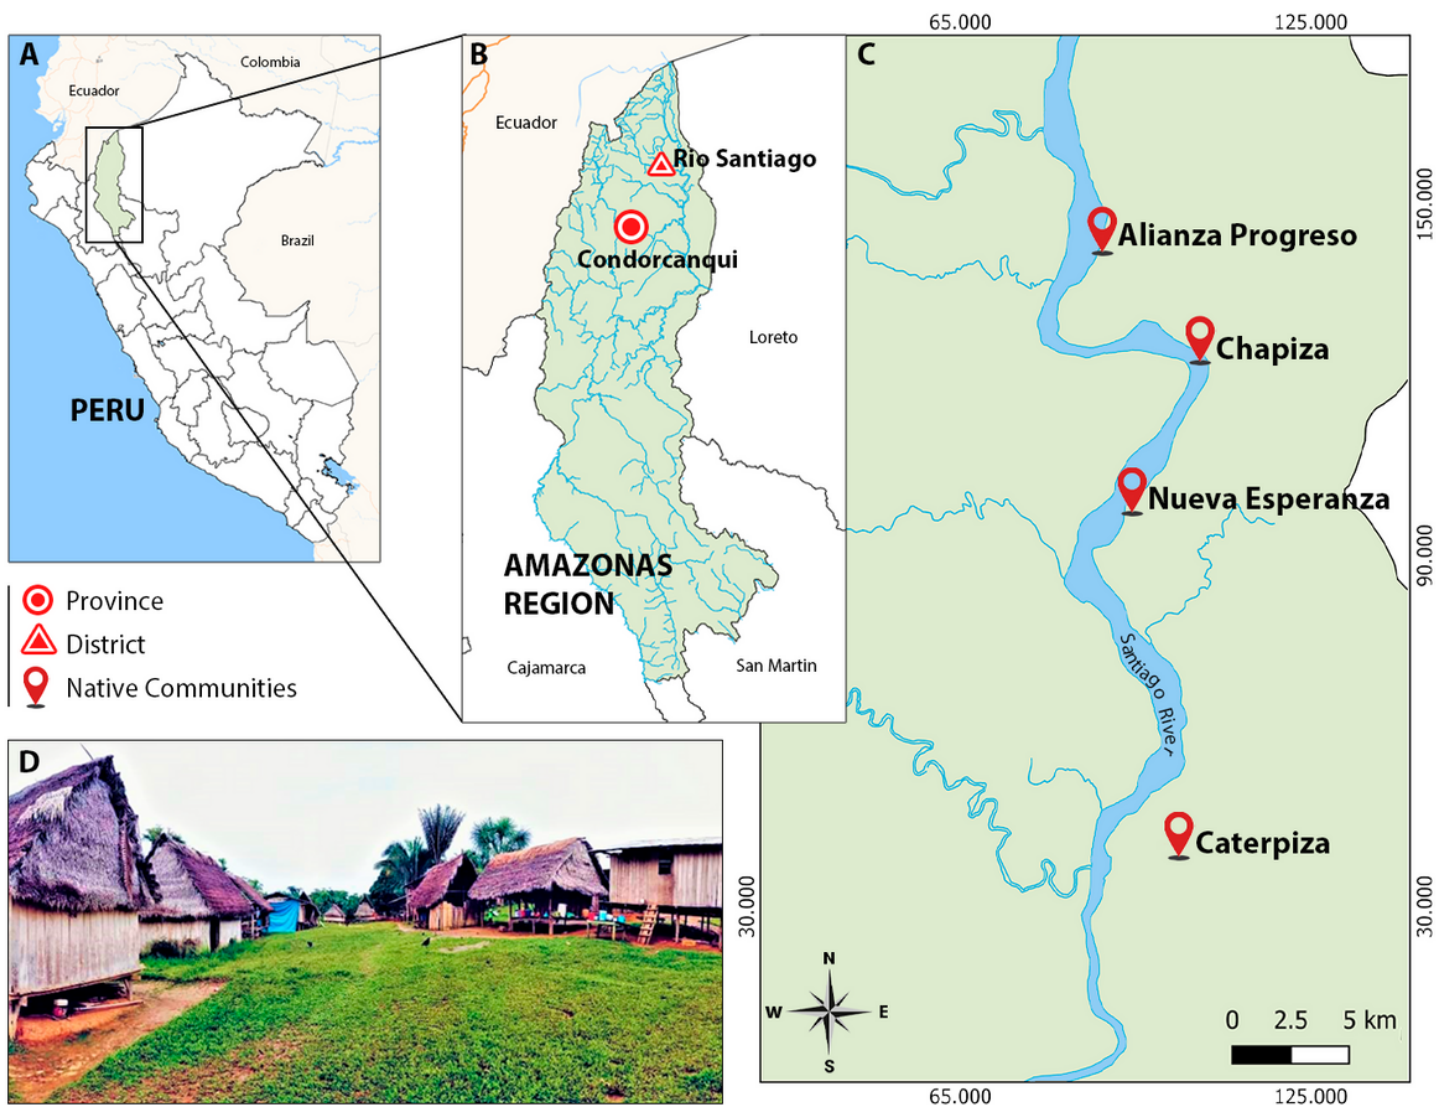 65.000
125.000
A
Colombia
Ecuador
Brazil
PERU
B
Ecuador
Rio Santiago
Condorcanqui
Loreto
AMAZONAS
REGION
Cajamarca
San Martin
C
150.000
Alianza Progreso
Chapiza
Nueva Esperanza
90.000
Santiago River
Caterpiza
30.000
30.000
N
W
E
S
0 2.5 5 km
65.000
125.000
Province
District
Native Communities
D